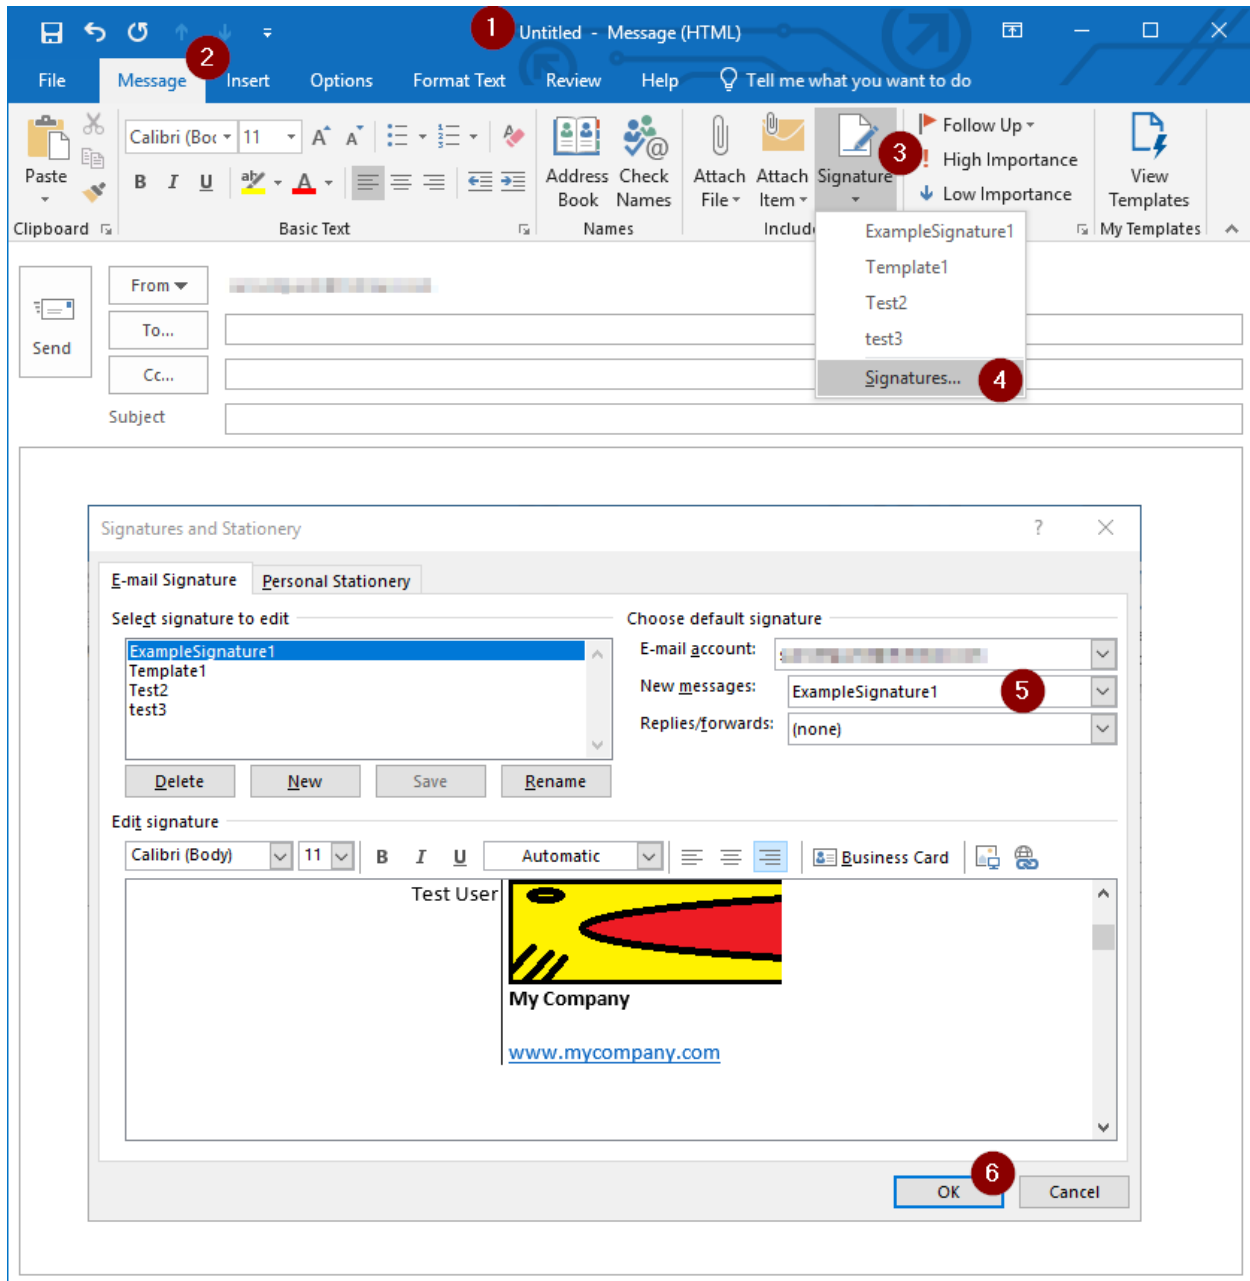 1 Untitled - Message (HTML)
2
File Message Insert Options Format Text Review Help Tell me what you want to do
Paste
Clipboard
Calibri (Boc 11
B I U aby A
Basic Text
Address Book
Check Names
Names
Attach File
Attach Item
Signature
Includ
3
Follow Up
High Importance
Low Importance
View Templates
My Templates
ExampleSignature1
Template1
Test2
test3
Signatures... 4
Send
From
To...
Cc...
Subject
Signatures and Stationery ?
E-mail Signature Personal Stationery
Select signature to edit
ExampleSignature1
Template1
Test2
test3
Delete New Save Rename
Choose default signature
E-mail account:
New messages: ExampleSignature1 5
Replies/forwards: (none)
Edit signature
Calibri (Body) 11 B I U Automatic Business Card
Test User
My Company
www.mycompany.com
6
OK Cancel